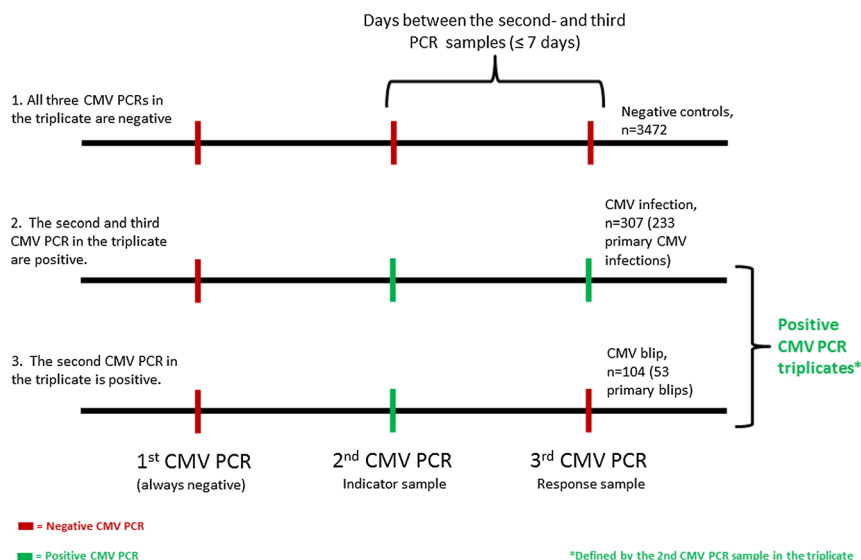 Days between the second- and third
PCR samples (≤ 7 days)
1. All three CMV PCRs in
the triplicate are negative
Negative controls,
n=3472
2. The second and third
CMV PCR in the triplicate
are positive.
CMV infection,
n=307 (233
primary CMV
infections)
3. The second CMV PCR in
the triplicate is positive.
CMV blip,
n=104 (53
primary blips)
Positive
CMV PCR
triplicates*
1st CMV PCR
(always negative)
2nd CMV PCR
Indicator sample
3rd CMV PCR
Response sample
= Negative CMV PCR
= Positive CMV PCR
*Defined by the 2nd CMV PCR sample in the triplicate